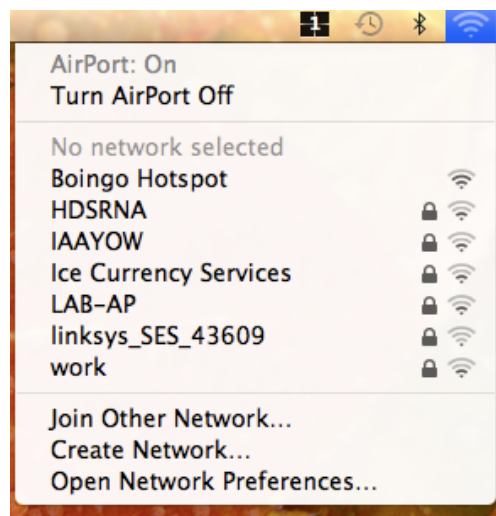 1
AirPort: On
Turn AirPort Off
No network selected
Boingo Hotspot
HDSRNA
IAAYOW
Ice Currency Services
LAB-AP
linksys_SES_43609
work
Join Other Network...
Create Network...
Open Network Preferences...